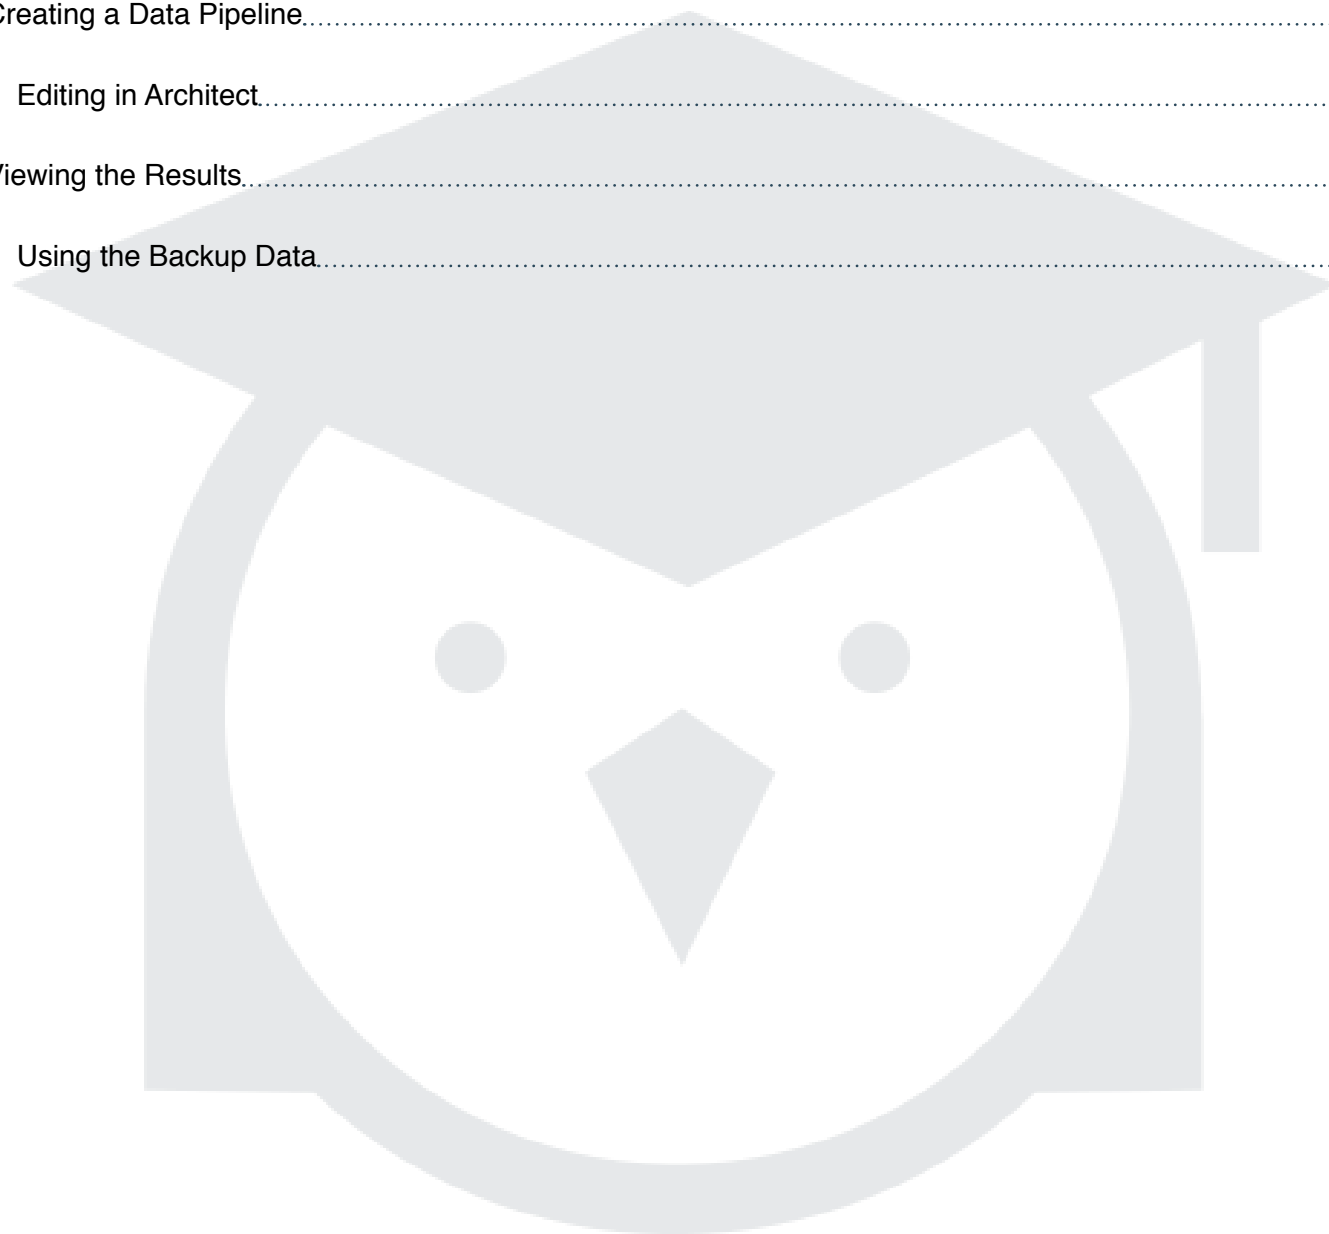 Creating a Data Pipeline
Editing in Architect
Viewing the Results
Using the Backup Data